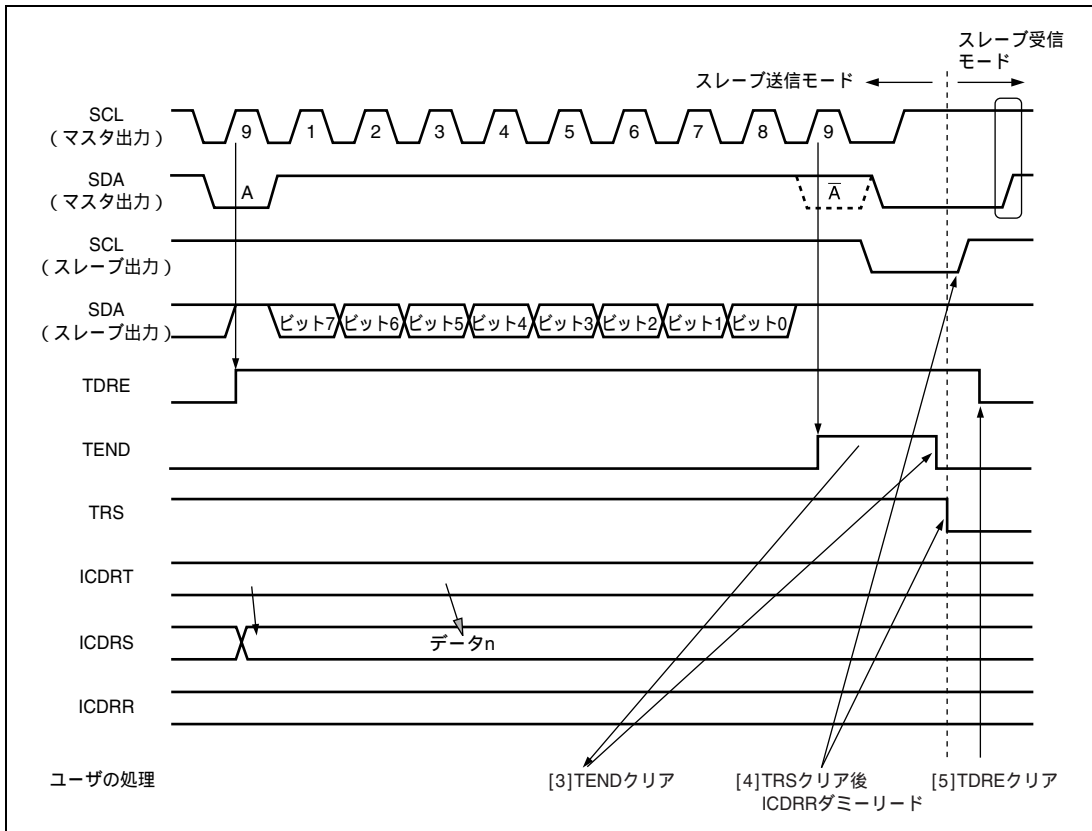 スレーブ受信
モード
スレーブ送信モード
SCL
（マスタ出力）
9 1 2 3 4 5 6 7 8 9
SDA
（マスタ出力）
A A̅
SCL
（スレーブ出力）
SDA
（スレーブ出力）
ビット7 ビット6 ビット5 ビット4 ビット3 ビット2 ビット1 ビット0
TDRE
TEND
TRS
ICDRT
ICDRS
データn
ICDRR
ユーザの処理
[3]TENDクリア
[4]TRSクリア後
ICDRRダミーリード
[5]TDREクリア